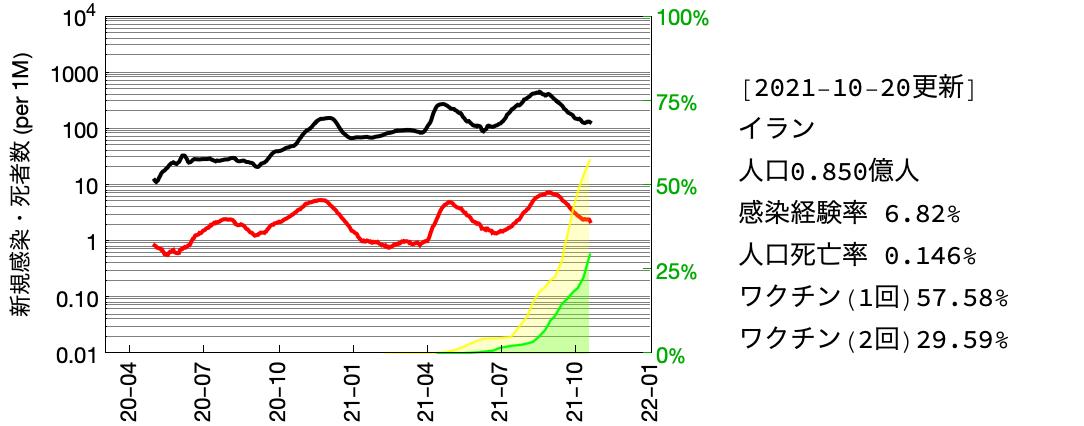 新規感染・死者数 (per 1M)
10^4
1000
100
10
1
0.10
0.01
100%
75%
50%
25%
0%
20-04
20-07
20-10
21-01
21-04
21-07
21-10
22-01
[2021-10-20更新]
イラン
人口0.850億人
感染経験率 6.82%
人口死亡率 0.146%
ワクチン(1回)57.58%
ワクチン(2回)29.59%